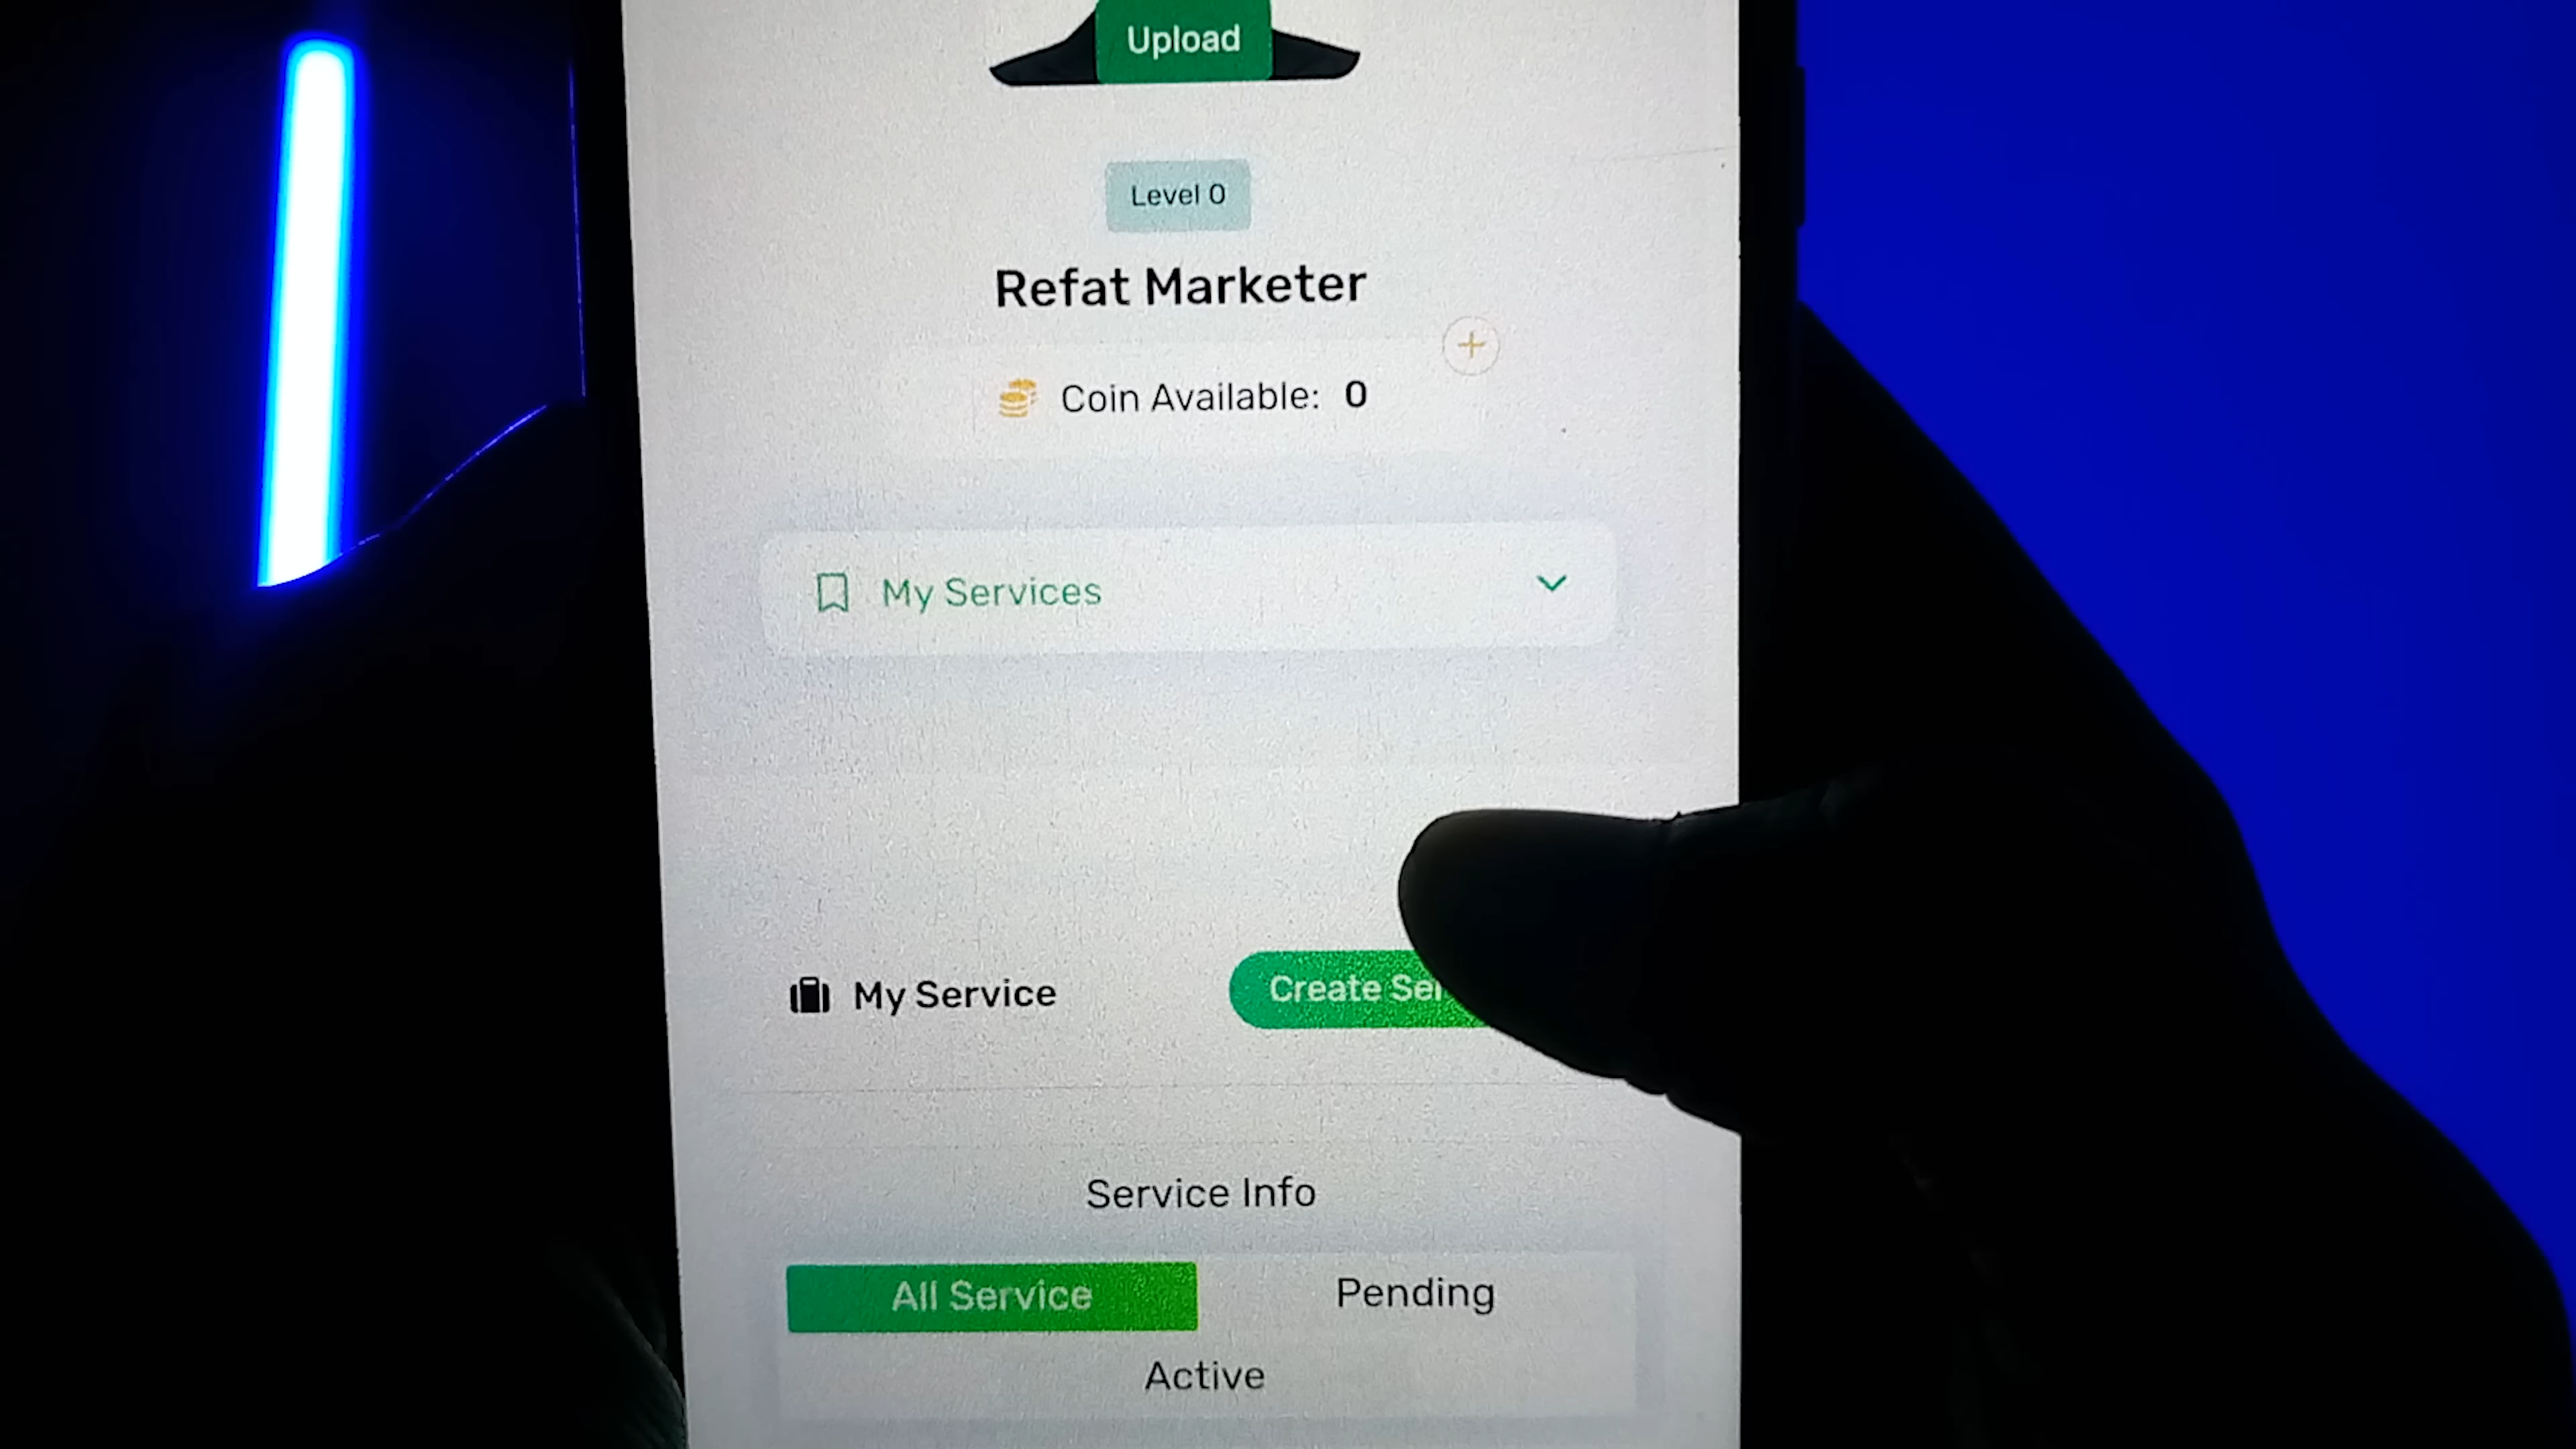 Upload
Level 0
Refat Marketer
Coin Available: 0
My Services
My Service
Create Ser
Service Info
All Service
Pending
Active